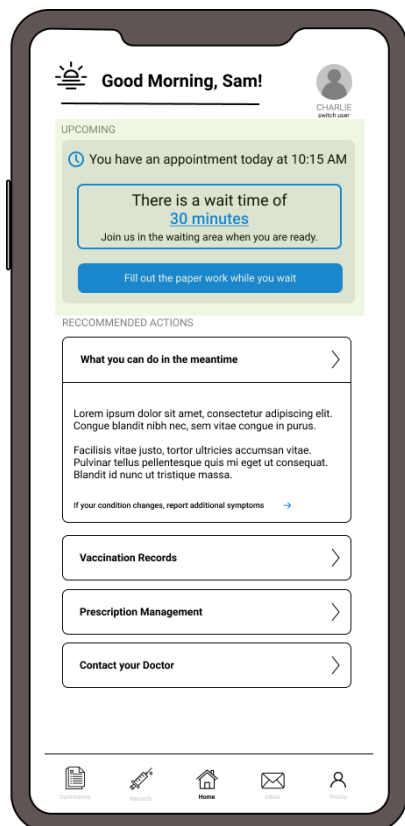 Good Morning, Sam!
CHARLIE
switch user
UPCOMING
You have an appointment today at 10:15 AM
There is a wait time of
30 minutes
Join us in the waiting area when you are ready.
Fill out the paper work while you wait
RECCOMMENDED ACTIONS
What you can do in the meantime
Lorem ipsum dolor sit amet, consectetur adipiscing elit.
Congue blandit nibh nec, sem vitae congue in purus.
Facilisis vitae justo, tortor ultricies accumsan vitae.
Pulvinar tellus pellentesque quis mi eget ut consequat.
Blandit id nunc ut tristique massa.
If your condition changes, report additional symptoms
Vaccination Records
Prescription Management
Contact your Doctor
Summaries
Records
Home
Inbox
Profile